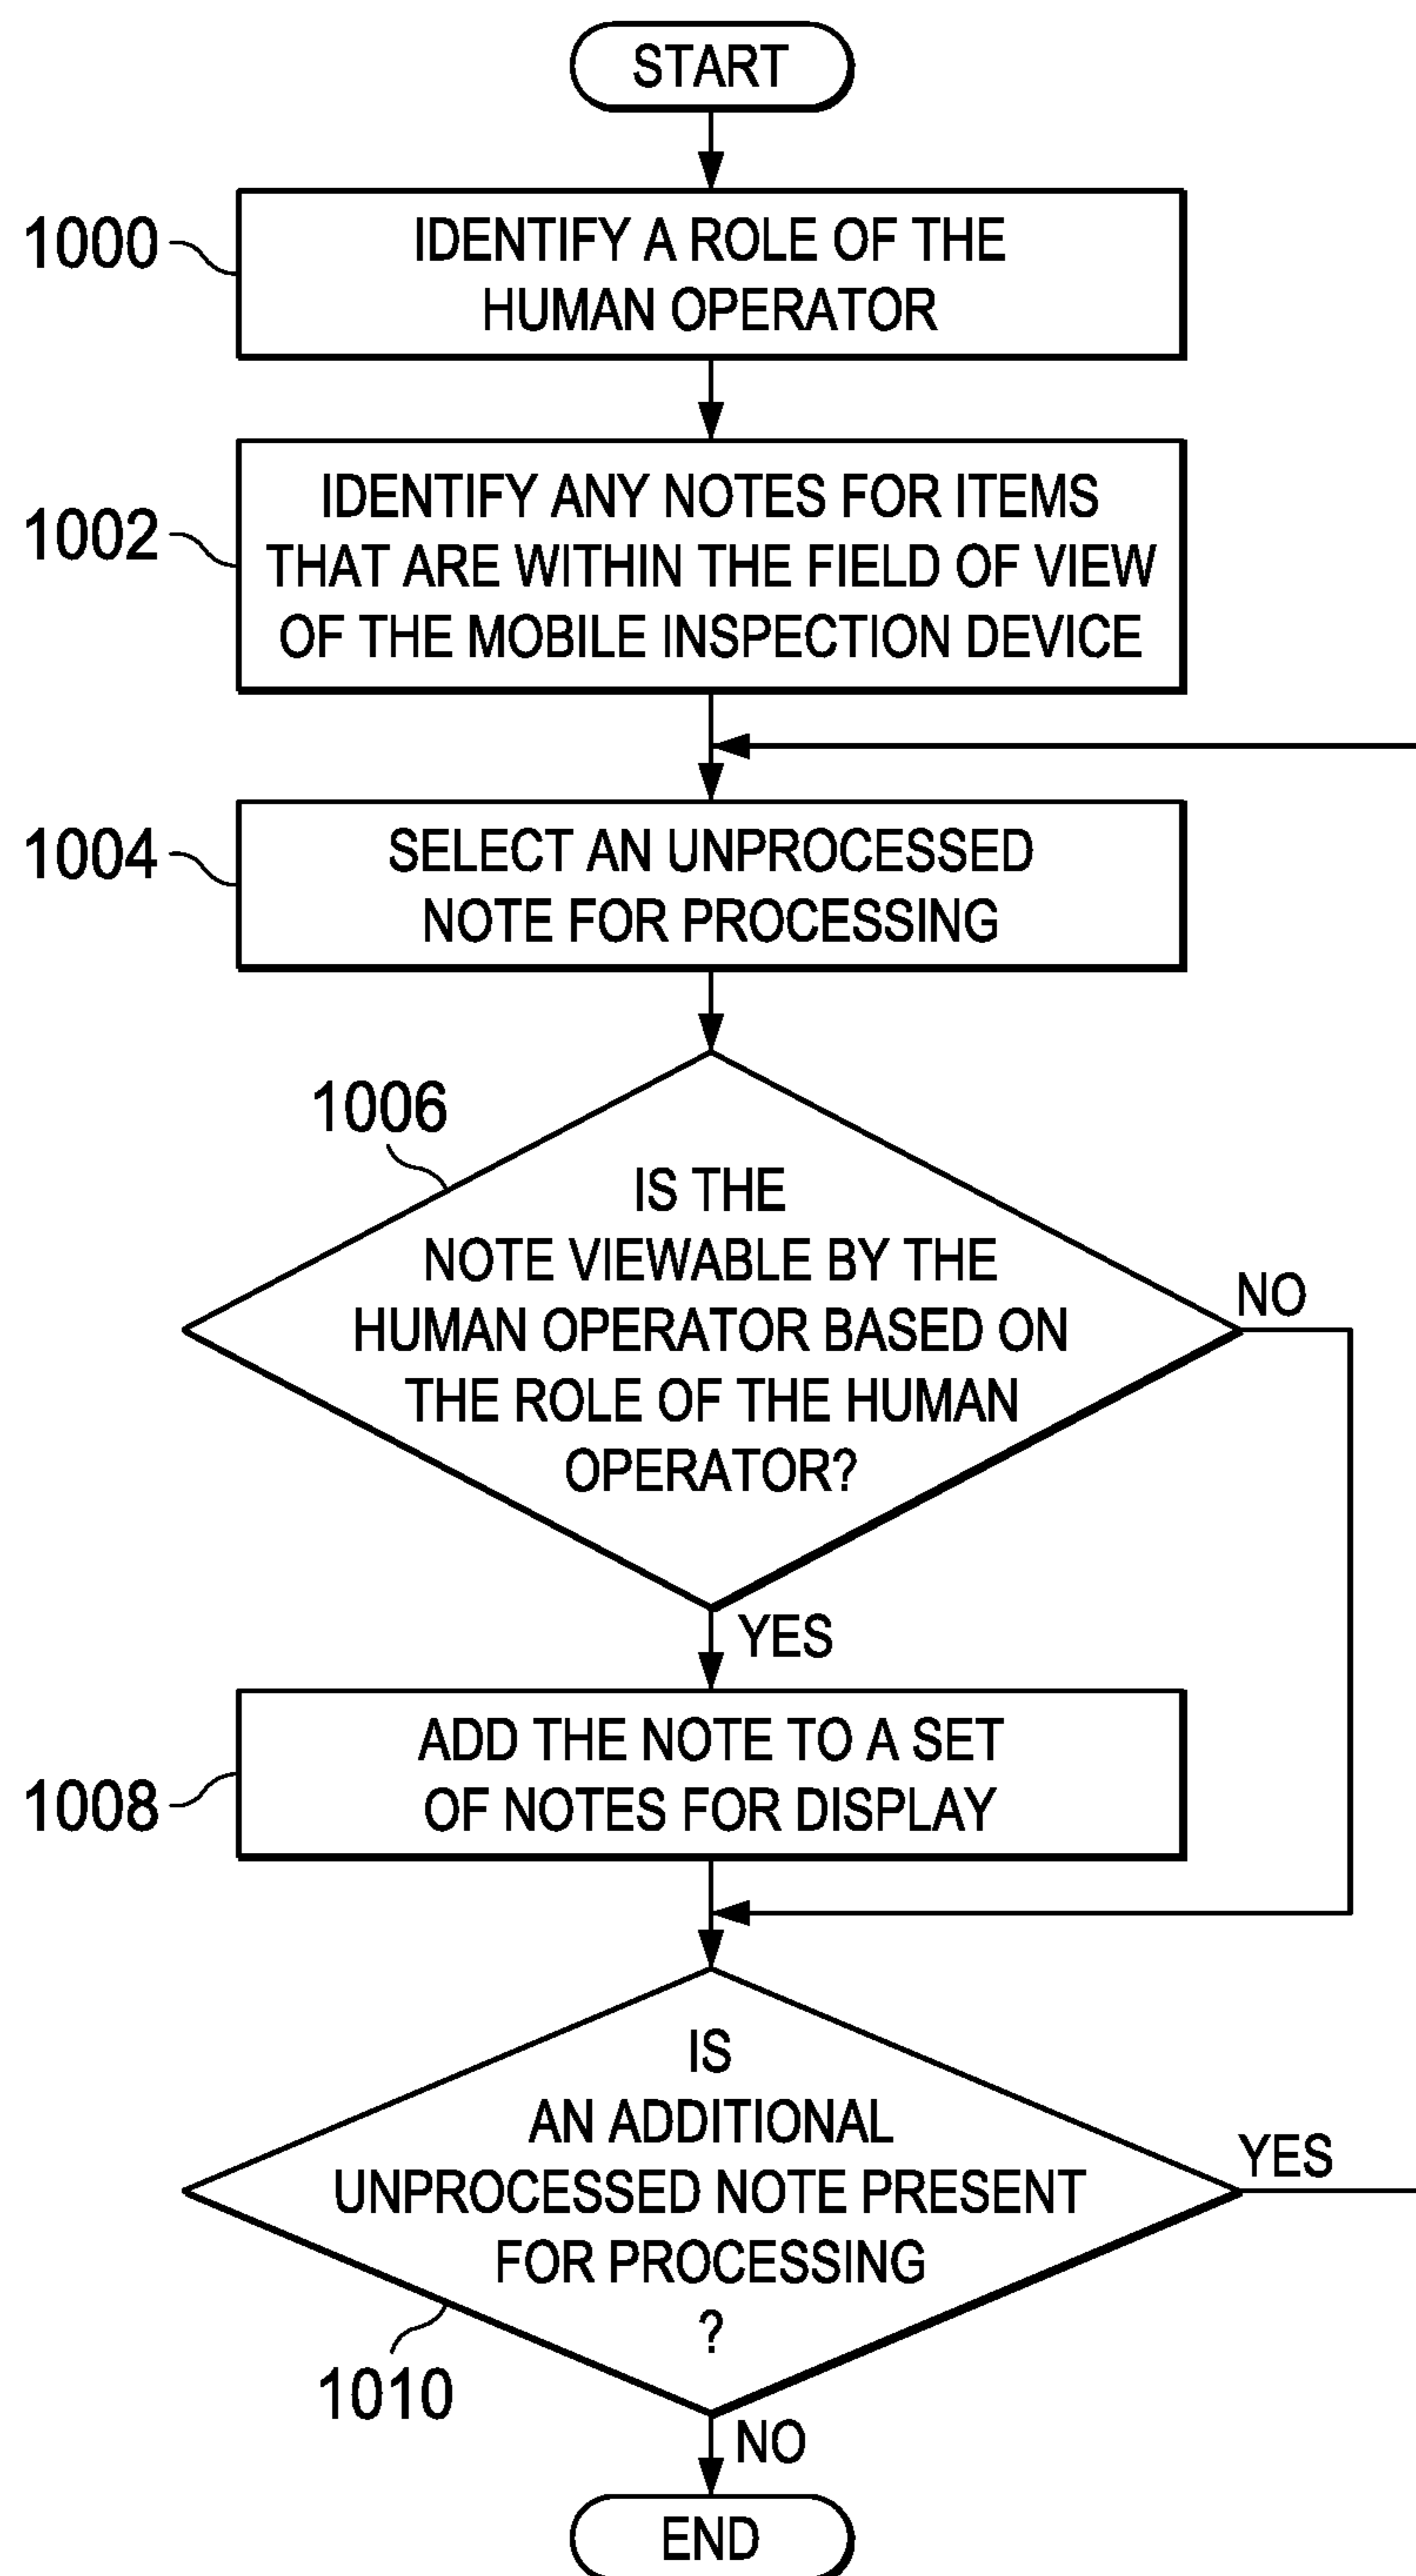 START
1000
IDENTIFY A ROLE OF THE
HUMAN OPERATOR
1002
IDENTIFY ANY NOTES FOR ITEMS
THAT ARE WITHIN THE FIELD OF VIEW
OF THE MOBILE INSPECTION DEVICE
1004
SELECT AN UNPROCESSED
NOTE FOR PROCESSING
1006
IS THE
NOTE VIEWABLE BY THE
HUMAN OPERATOR BASED ON
THE ROLE OF THE HUMAN
OPERATOR?
NO
YES
1008
ADD THE NOTE TO A SET
OF NOTES FOR DISPLAY
IS
AN ADDITIONAL
UNPROCESSED NOTE PRESENT
FOR PROCESSING
?
YES
1010
NO
END